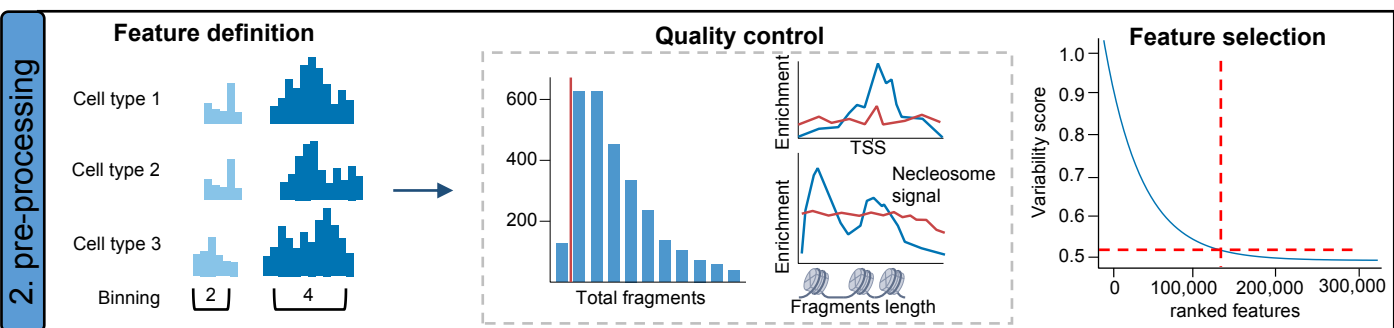 2. pre-processing
Feature definition
Cell type 1
Cell type 2
Cell type 3
Binning
2
4
Quality control
600
400
200
Total fragments
Enrichment
TSS
Enrichment
Necleosome
signal
Fragments length
Feature selection
Variability score
1.0
0.9
0.8
0.7
0.6
0.5
0
100,000
200,000
300,000
ranked features